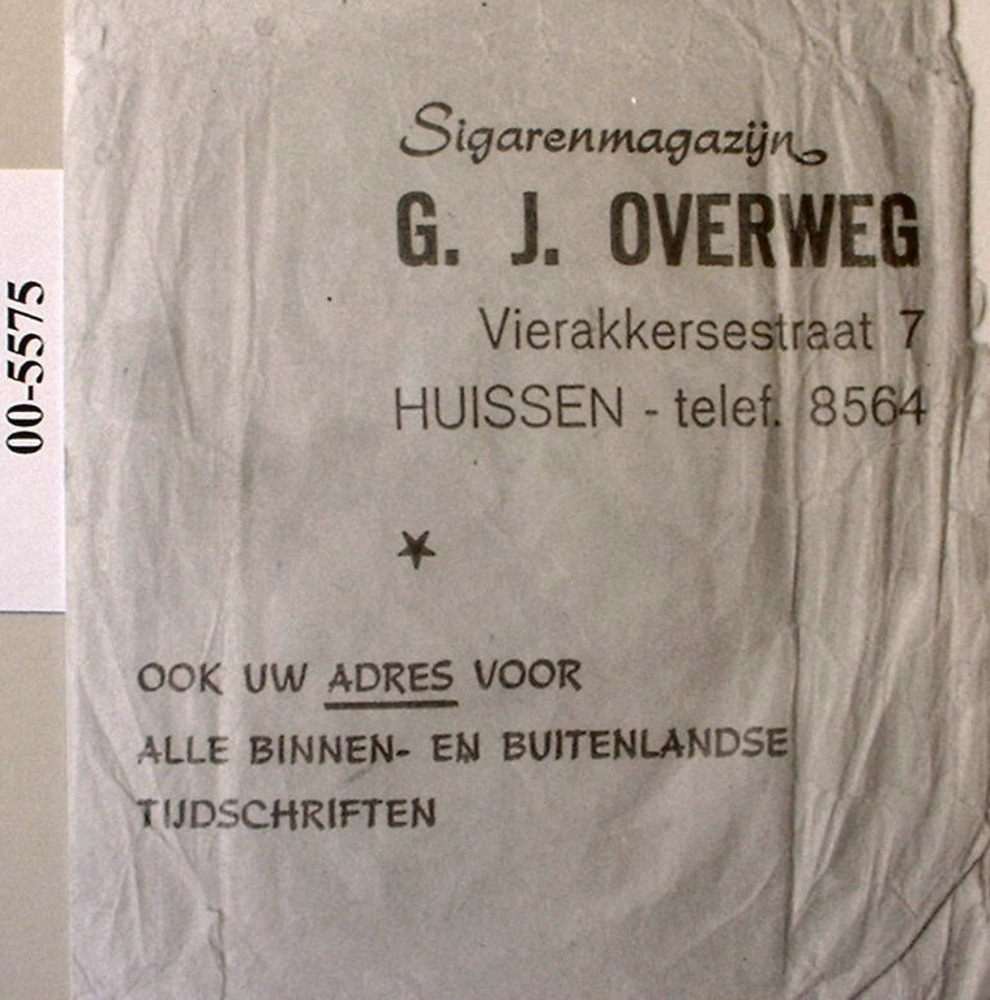 Sigarenmagazijn
G. J. OVERWEG
Vierakkersestraat 7
HUISSEN - telef. 8564
OOK UW ADRES VOOR
ALLE BINNEN- EN BUITENLANDSE
TIJDSCHRIFTEN
00-5575